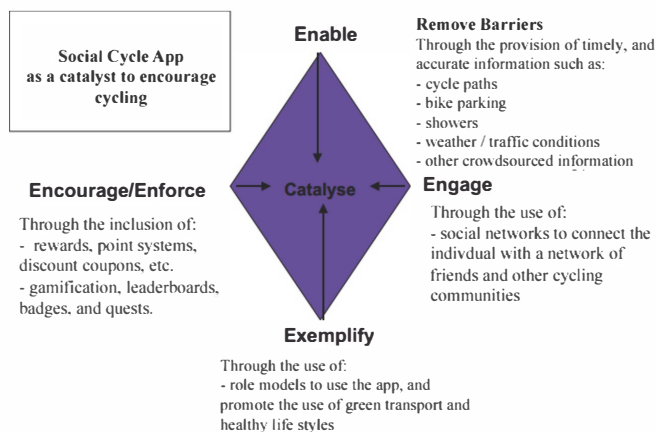 Social Cycle App
as a catalyst to encourage
cycling
Enable
Remove Barriers
Through the provision of timely, and
accurate information such as:
- cycle paths
- bike parking
- showers
- weather / traffic conditions
- other crowdsourced information
Encourage/Enforce
Through the inclusion of:
- rewards, point systems,
discount coupons, etc.
- gamification, leaderboards,
badges, and quests.
Catalyse
Engage
Through the use of:
- social networks to connect the
indivdual with a network of
friends and other cycling
communities
Exemplify
Through the use of:
- role models to use the app, and
promote the use of green transport and
healthy life styles